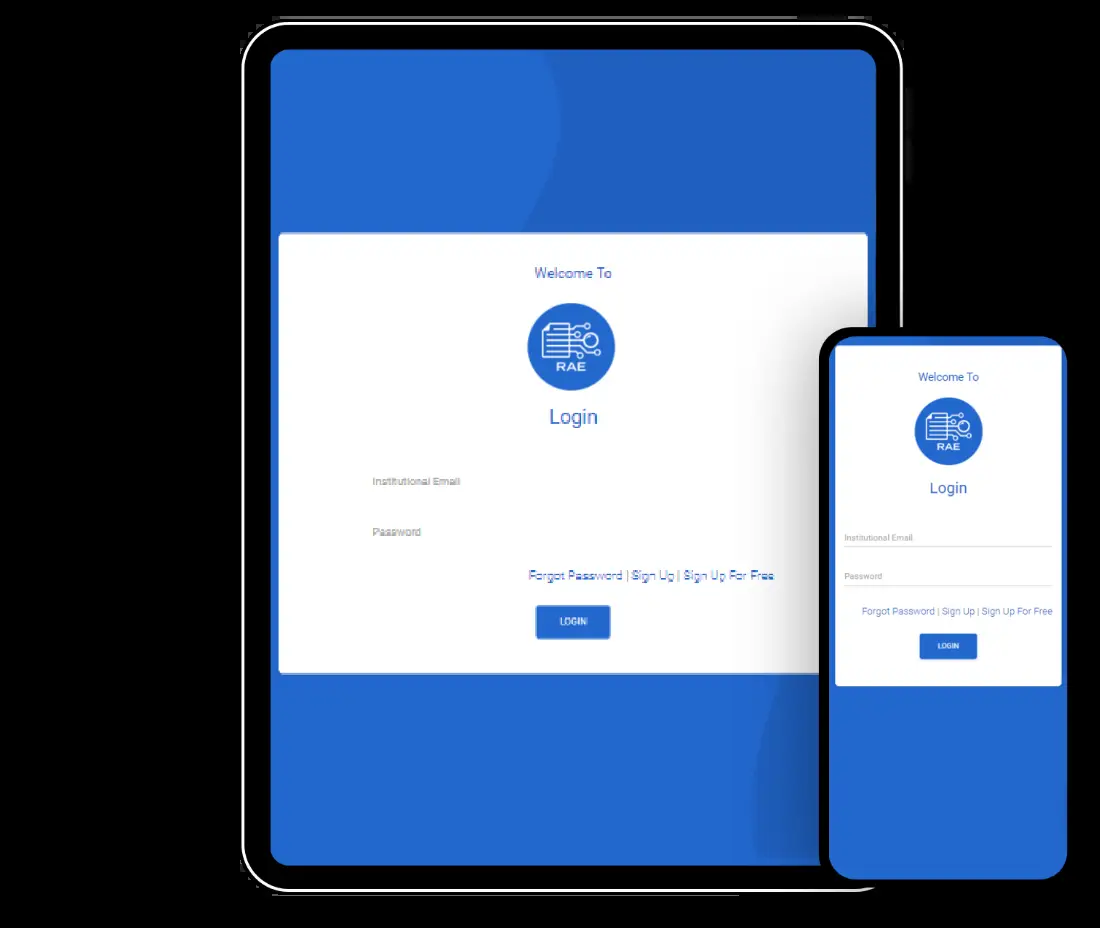 Welcome To
RAE
Login
Institutional Email
Password
Forgot Password | Sign Up | Sign Up For Free
LOGIN
Welcome To
RAE
Login
Institutional Email
Password
Forgot Password | Sign Up | Sign Up For Free
LOGIN